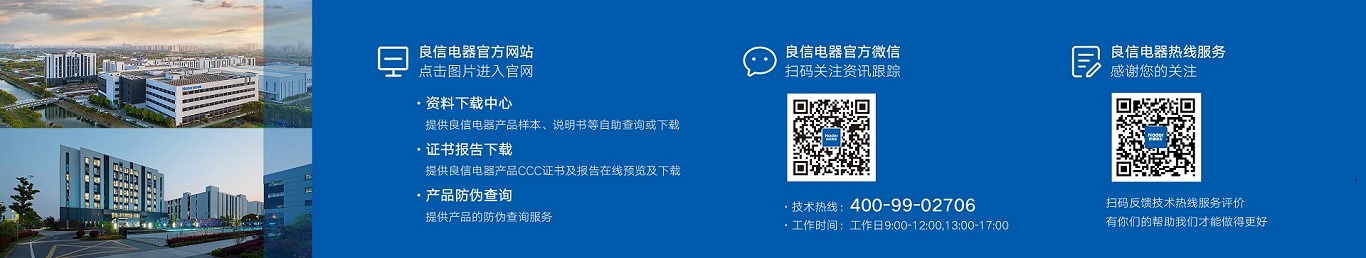 良信电器官方网站
点击图片进入官网
· 资料下载中心
提供良信电器产品样本、说明书等自助查询或下载
· 证书报告下载
提供良信电器产品CCC证书及报告在线预览及下载
· 产品防伪查询
提供产品的防伪查询服务
良信电器官方微信
扫码关注资讯跟踪
Nader
· 技术热线：400-99-02706
· 工作时间：工作日9:00-12:00,13:00-17:00
良信电器热线服务
感谢您的关注
Nader
扫码反馈技术热线服务评价
有你们的帮助我们才能做得更好